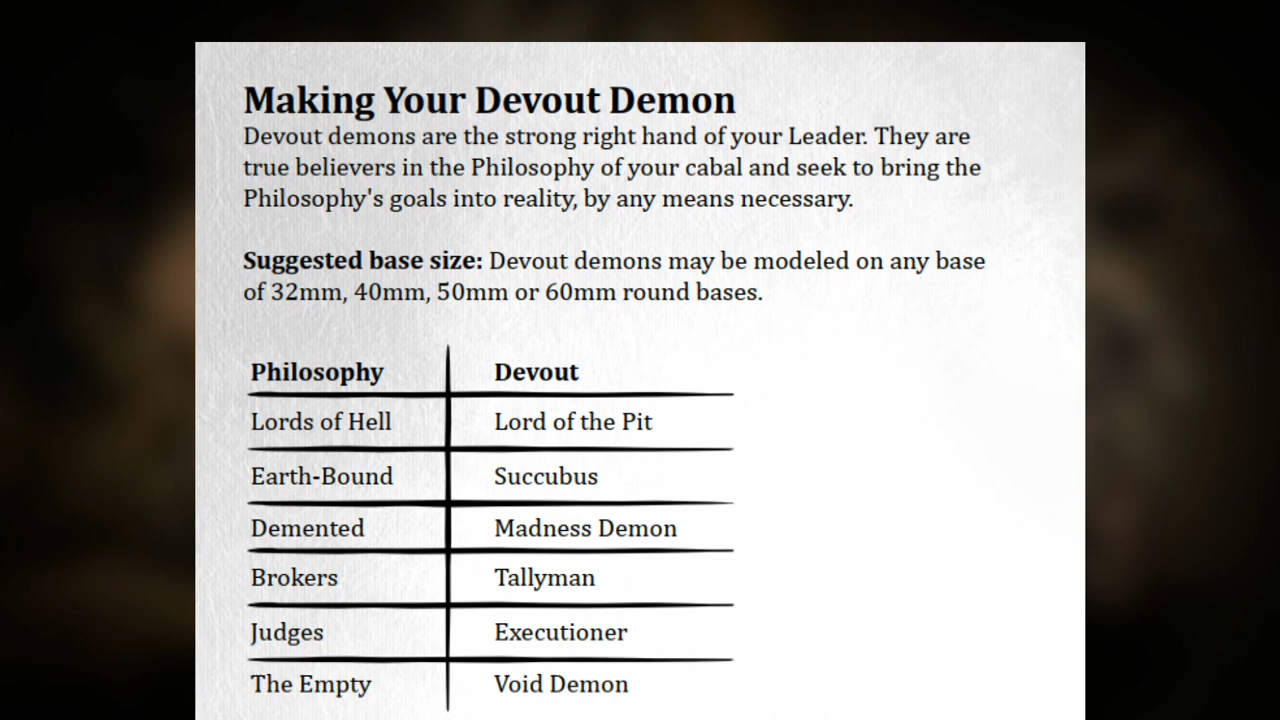 Making Your Devout Demon
Devout demons are the strong right hand of your Leader. They are
true believers in the Philosophy of your cabal and seek to bring the
Philosophy's goals into reality, by any means necessary.
Suggested base size: Devout demons may be modeled on any base
of 32mm, 40mm, 50mm or 60mm round bases.
Philosophy Devout
Lords of Hell Lord of the Pit
Earth-Bound Succubus
Demented Madness Demon
Brokers Tallyman
Judges Executioner
The Empty Void Demon